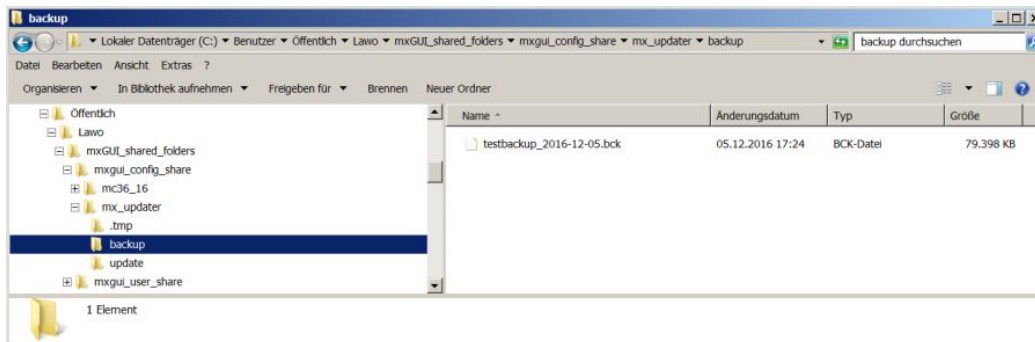 backup
Lokaler Datenträger (C:) Benutzer Öffentlich Lawo mxGUI_shared_folders mxgui_config_share mx_updater backup backup durchsuchen
Datei Bearbeiten Ansicht Extras ?
Organisieren In Bibliothek aufnehmen Freigeben für Brennen Neuer Ordner
Öffentlich
Lawo
mxGUI_shared_folders
mxgui_config_share
mc36_16
mx_updater
.tmp
backup
update
mxgui_user_share
Name Änderungsdatum Typ Größe
testbackup_2016-12-05.bck 05.12.2016 17:24 BCK-Datei 79.398 KB
1 Element